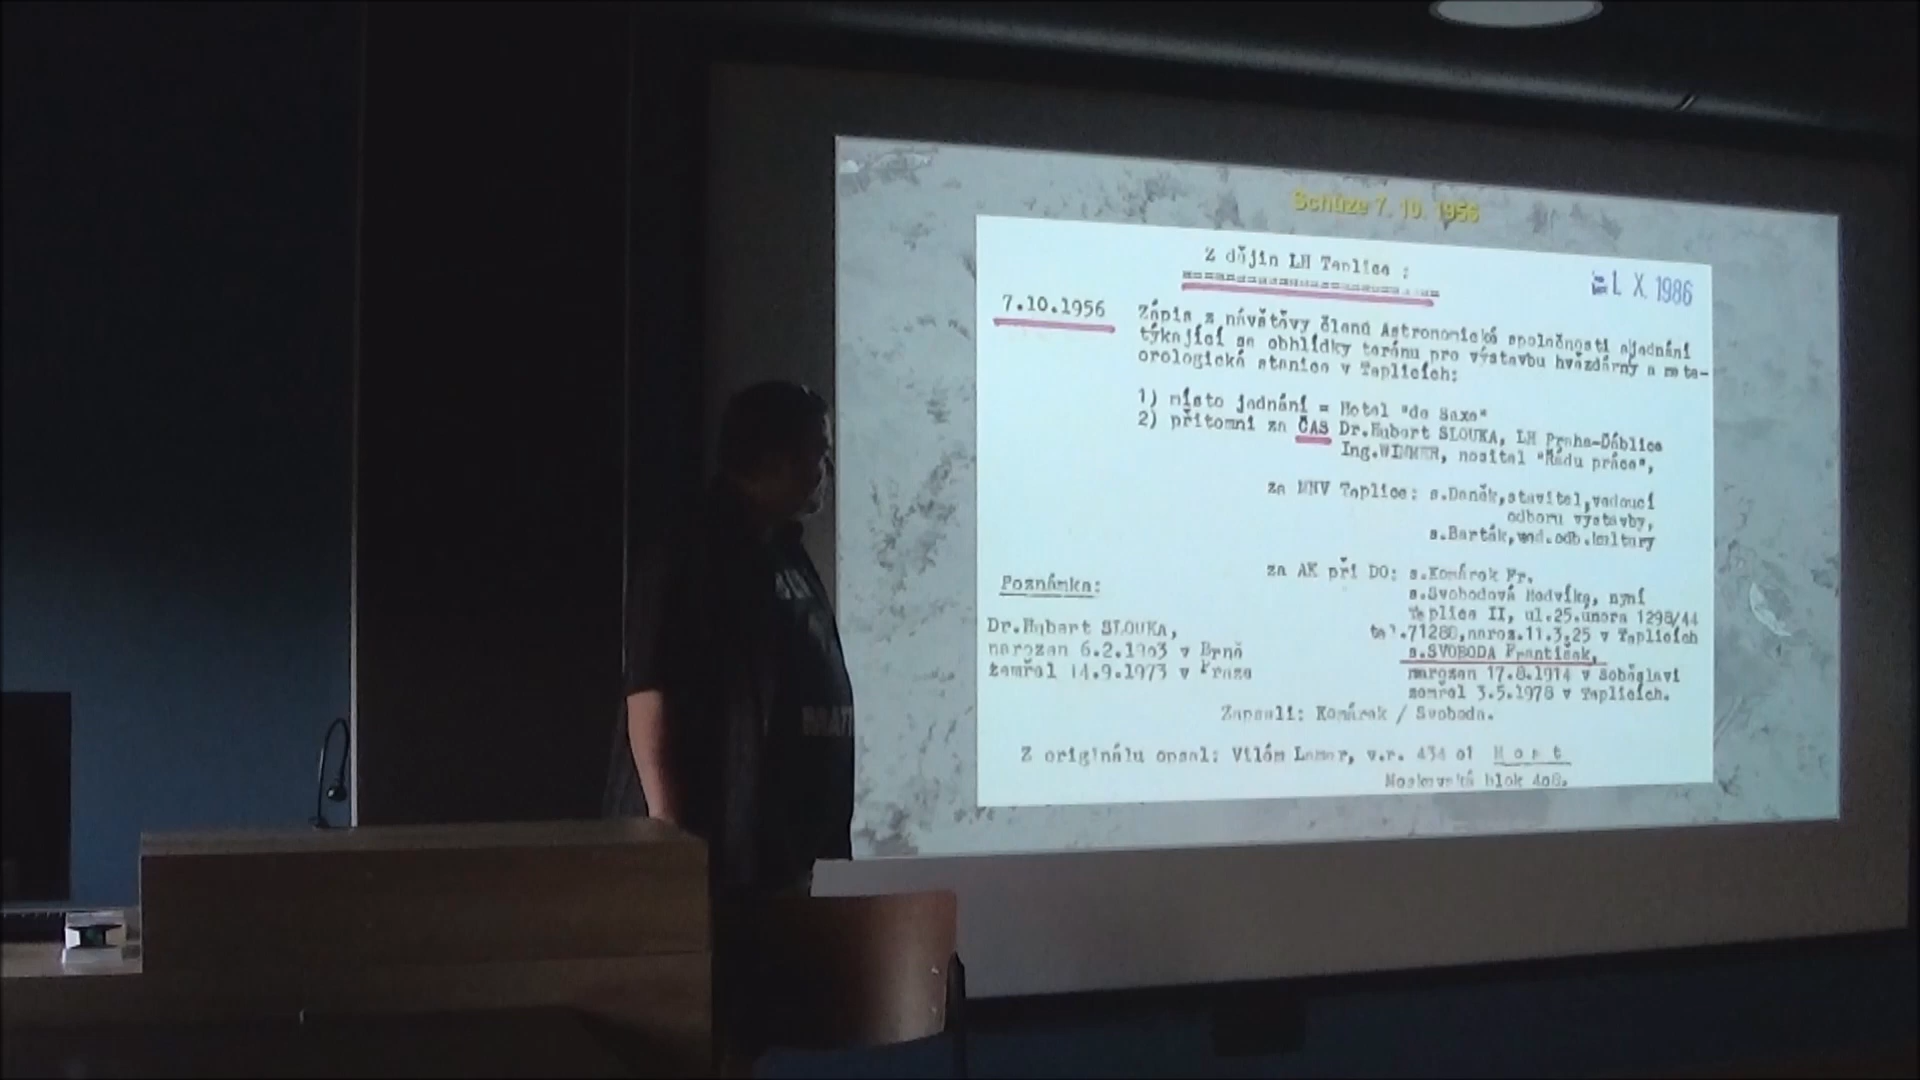 Schůze 7. 10. 1956
Z dějin LH Teplice :
1. X. 1986
7.10.1956
Zápis z návštěvy členů Astronomické společnosti a jednání
týkající se obhlídky terénu pro výstavbu hvězdárny a mete-
orologické stanice v Teplicích:
1) místo jednání = Hotel "de Saxe"
2) přítomni za ČAS Dr.Hubert SLOUKA, LH Praha-Ďáblice
Ing.WIMMER, nositel "Řádu práce",
za MNV Teplice: s.Daněk,stavitel,vedoucí
odboru výstavby,
s.Barták,ved.odb.kultury
za AK při DO: s.Komárek Fr.
s.Svobodová Hedvika, nyní
Teplice II, ul.25.února 1298/44
tel.71280,naroz.11.3.25 v Teplicích
s.SVOBODA František,
narozen 17.8.1914 v Soběslavi
zemřel 3.5.1978 v Teplicích.
Poznámka:
Dr.Hubert SLOUKA,
narozen 6.2.1903 v Brně
zemřel 14.9.1973 v Praze
Zapsali: Komárek / Svoboda.
Z originálu opsal: Vilém Lemer, v.r. 434 01 Most
blok 408,